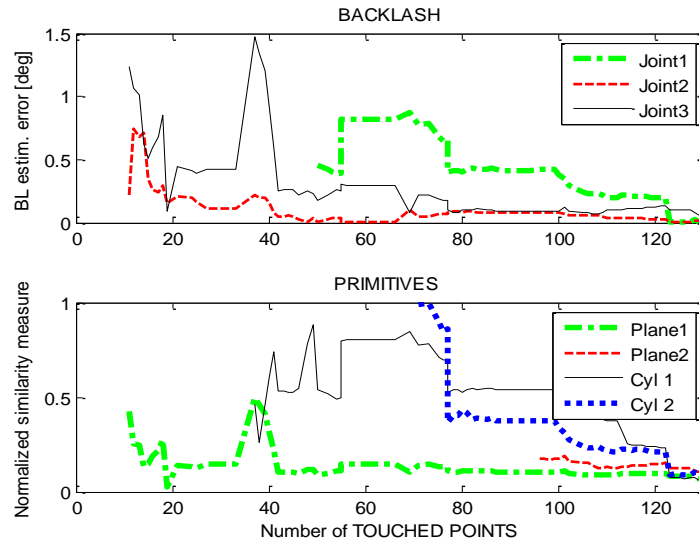 BACKLASH
BL estim. error [deg]
1.5
1
0.5
0
0 20 40 60 80 100 120
Joint1
Joint2
Joint3
PRIMITIVES
Normalized similarity measure
1
0.5
0
0 20 40 60 80 100 120
Plane1
Plane2
Cyl 1
Cyl 2
Number of TOUCHED POINTS